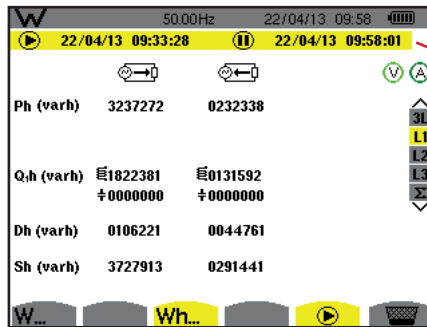 W 50.00Hz 22/04/13 09:58
22/04/13 09:33:28 22/04/13 09:58:01
V A
Ph (varh) 3237272 0232338
3L
L1
L2
L3
Σ
Q₁h (varh) 1822381 0131592
0000000 0000000
Dh (varh) 0106221 0044761
Sh (varh) 3727913 0291441
W... Wh...